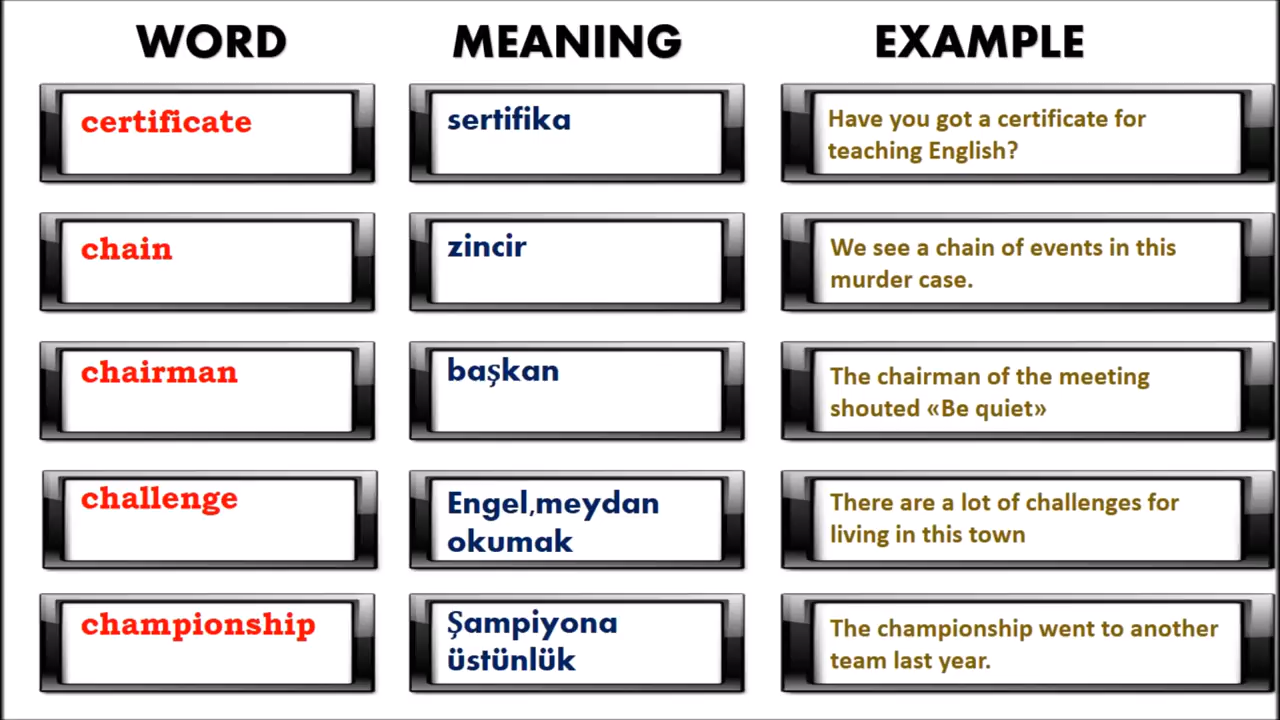 WORD MEANING EXAMPLE
certificate sertifika Have you got a certificate for
teaching English?
chain zincir We see a chain of events in this
murder case.
chairman başkan The chairman of the meeting
shouted «Be quiet»
challenge Engel,meydan There are a lot of challenges for
okumak living in this town
championship Şampiyona The championship went to another
üstünlük team last year.